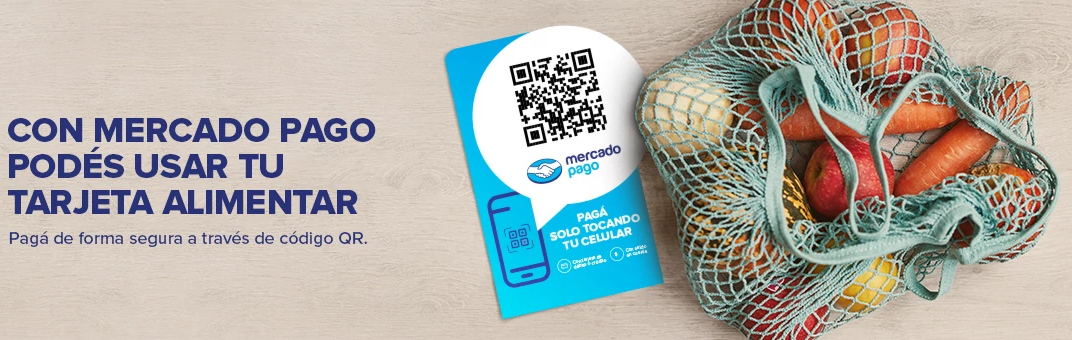 CON MERCADO PAGO
PODÉS USAR TU
TARJETA ALIMENTAR
Pagá de forma segura a través de código QR.
mercado
pago
PAGÁ
SOLO TOCANDO
TU CELULAR